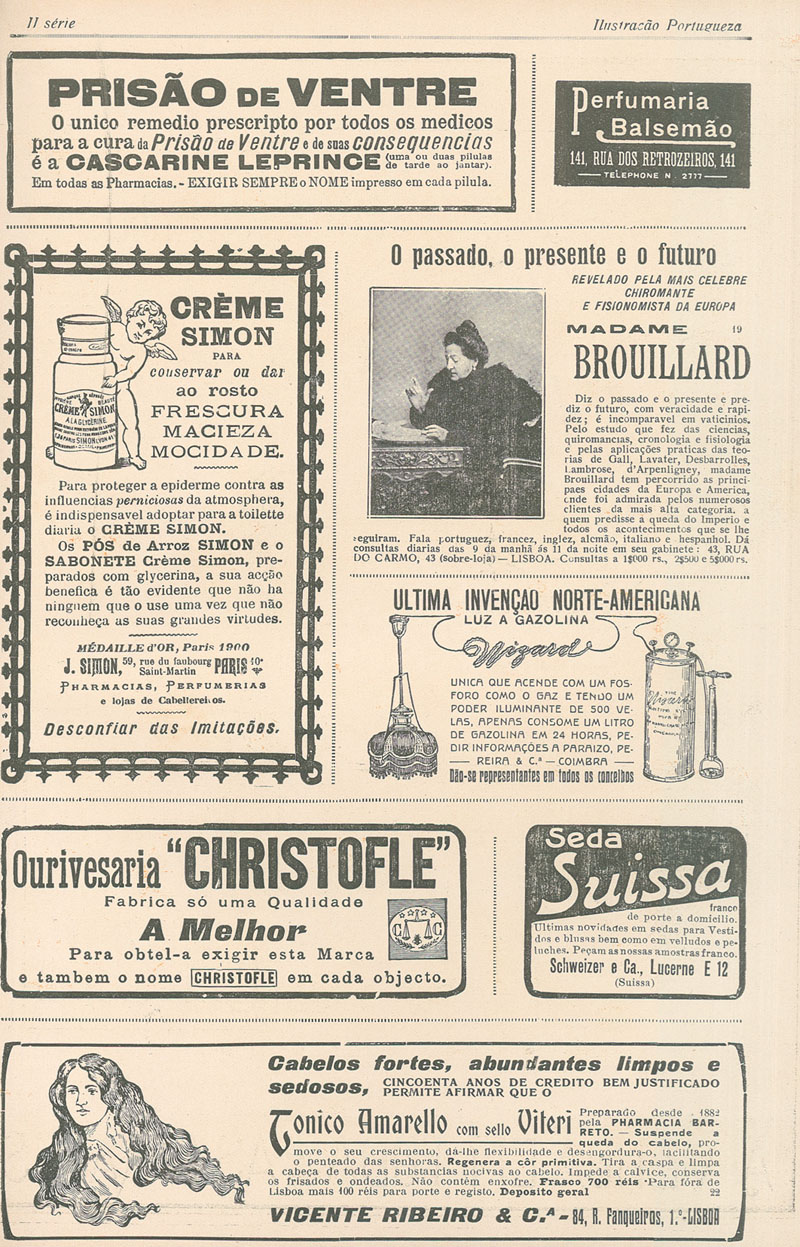 II série
Ilustração Portugueza
PRISÃO DE VENTRE
O unico remedio prescripto por todos os medicos
para a cura da Prisão de Ventre e de suas consequencias
é a CASCARINE LEPRINCE (uma ou duas pilulas
de tarde ao jantar).
Em todas as Pharmacias. - EXIGIR SEMPRE o NOME impresso em cada pilula.
Perfumaria
Balsemão
141, RUA DOS RETROZEIROS, 141
TELEPHONE N. 2777
CRÈME
SIMON
PARA
conservar ou dar
ao rosto
FRESCURA
MACIEZA
MOCIDADE.
CRÈME SIMON
A LA GLYCÉRINE
Para proteger a epiderme contra as
influencias perniciosas da atmosphera,
é indispensavel adoptar para a toilette
diaria o CRÈME SIMON.
Os PÓS de Arroz SIMON e o
SABONETE Crème Simon, pre-
parados com glycerina, a sua acção
benefica é tão evidente que não ha
ninguem que o use uma vez que não
reconheça as suas grandes virtudes.
MÉDAILLE d'OR, Paris 1900
J. SIMON, 59, rue du faubourg
Saint-Martin PARIS 10e
PHARMACIAS, PERFUMERIAS
e lojas de Cabellereiros.
Desconfiar das Imitações.
O passado, o presente e o futuro
REVELADO PELA MAIS CELEBRE
CHIROMANTE
E FISIONOMISTA DA EUROPA
MADAME 19
BROUILLARD
Diz o passado e o presente e pre-
diz o futuro, com veracidade e rapi-
dez; é incomparavel em vaticinios.
Pelo estudo que fez das ciencias,
quiromancias, cronologia e fisiologia
e pelas aplicações praticas das teo-
rias de Gall, Lavater, Desbarrolles,
Lambrose, d'Arpenligney, madame
Brouillard tem percorrido as princi-
paes cidades da Europa e America,
onde foi admirada pelos numerosos
clientes da mais alta categoria, a
quem predisse a queda do Imperio e
todos os acontecimentos que se lhe
seguiram. Fala portuguez, francez, inglez, alemão, italiano e hespanhol. Dá
consultas diarias das 9 da manhã ás 11 da noite em seu gabinete: 43, RUA
DO CARMO, 43 (sobre-loja) — LISBOA. Consultas a 1$000 rs., 2$500 e 5$000 rs.
ULTIMA INVENÇAO NORTE-AMERICANA
LUZ A GAZOLINA
Wizard
UNICA QUE ACENDE COM UM FOS-
FORO COMO O GAZ E TENDO UM
PODER ILUMINANTE DE 500 VE-
LAS, APENAS CONSOME UM LITRO
DE GAZOLINA EM 24 HORAS, PE-
DIR INFORMAÇÕES A PARAIZO, PE-
REIRA & C.ª — COIMBRA
Dão-se representantes em todos os concelhos
Ourivesaria "CHRISTOFLE"
Fabrica só uma Qualidade
A Melhor
Para obtel-a exigir esta Marca
C C
e tambem o nome CHRISTOFLE em cada objecto.
Seda
Suissa
franco
de porte a domicilio.
Ultimas novidades em sedas para Vesti-
dos e blusas bem como em velludos e pe-
luches. Peçam as nossas amostras franco.
Schweizer e Ca., Lucerne E 12
(Suissa)
Cabelos fortes, abundantes limpos e
sedosos, CINCOENTA ANOS DE CREDITO BEM JUSTIFICADO
PERMITE AFIRMAR QUE O
Tonico Amarello com sello Viteri
Preparado desde 1882
pela PHARMACIA BAR-
RETO. — Suspende a
queda do cabelo, pro-
move o seu crescimento, dá-lhe flexibilidade e desengordura-o, facilitando
o penteado das senhoras. Regenera a côr primitiva. Tira a caspa e limpa
a cabeça de todas as substancias nocivas ao cabelo. Impede a calvice, conserva
os frisados e ondeados. Não contém enxofre. Frasco 700 réis - Para fóra de
Lisboa mais 100 réis para porte e registo. Deposito geral 22
VICENTE RIBEIRO & C.ª - 84, R. Fanqueiros, 1.º-LISBOA